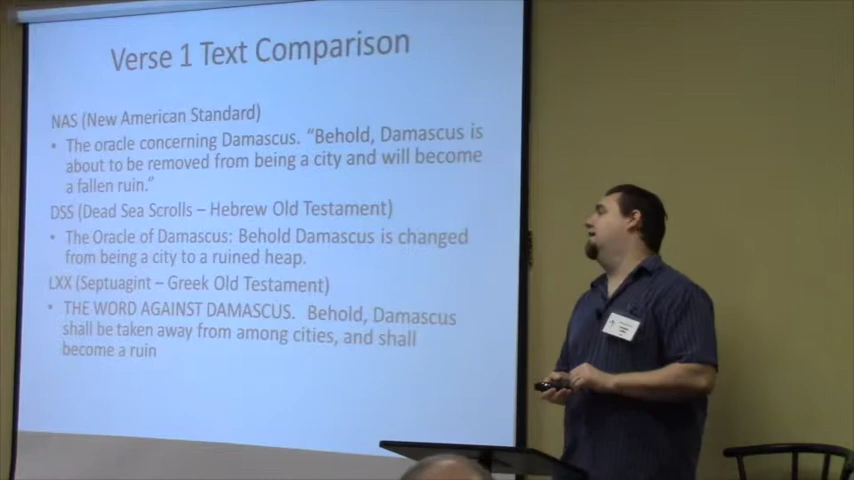 Verse 1 Text Comparison
NAS (New American Standard)
• The oracle concerning Damascus. “Behold, Damascus is
about to be removed from being a city and will become
a fallen ruin.”
DSS (Dead Sea Scrolls – Hebrew Old Testament)
• The Oracle of Damascus: Behold Damascus is changed
from being a city to a ruined heap.
LXX (Septuagint – Greek Old Testament)
• THE WORD AGAINST DAMASCUS. Behold, Damascus
shall be taken away from among cities, and shall
become a ruin